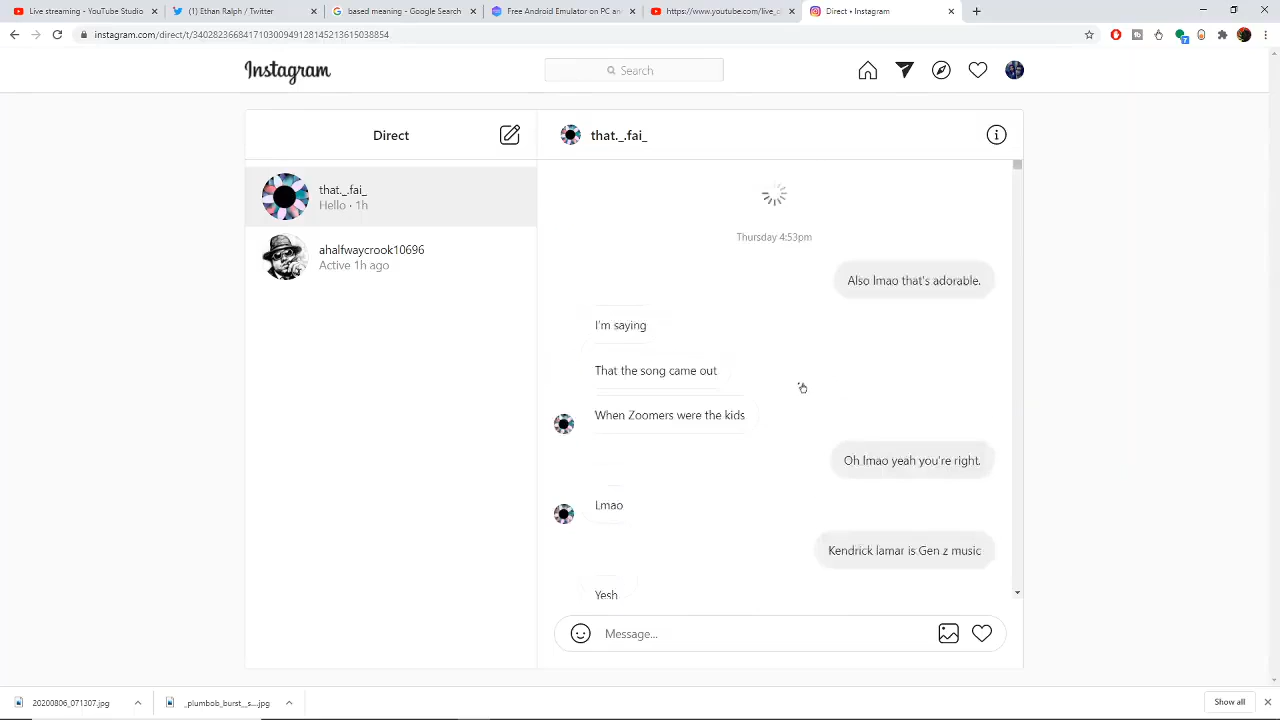 Live streaming - YouTube Studio
(1) Ethan Ralph / Twitter
based meaning - Google Search
Free Android Emulator on PC and
https://www.youtube.com/live_c
Direct • Instagram
instagram.com/direct/t/340282366841710300949128145213615038854
Instagram
Search
Direct
that._.fai_
that._.fai_
Hello · 1h
ahalfwaycrook10696
Active 1h ago
Thursday 4:53pm
Also lmao that's adorable.
I'm saying
That the song came out
When Zoomers were the kids
Oh lmao yeah you're right.
Lmao
Kendrick lamar is Gen z music
Yesh
Message...
20200806_071307.jpg
_plumbob_burst__s....jpg
Show all